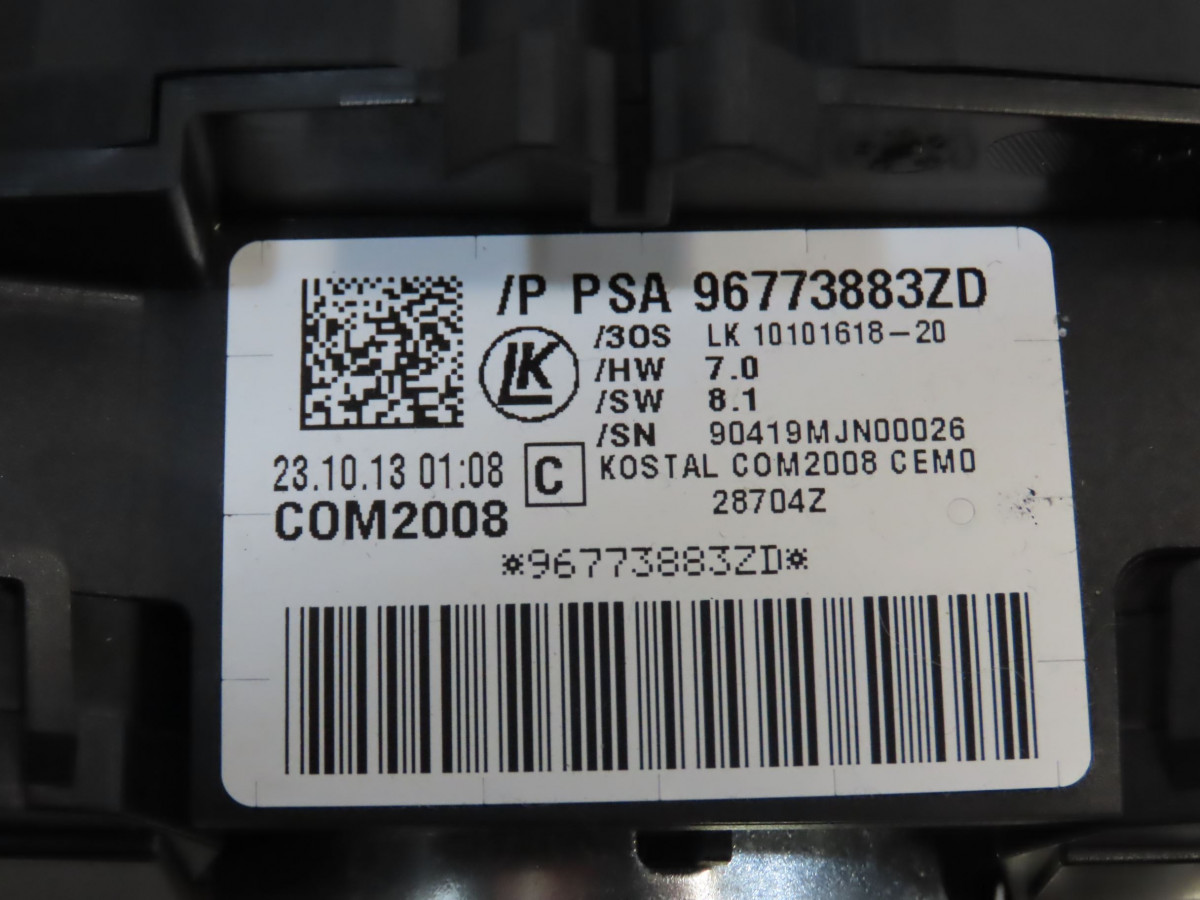 /P PSA 96773883ZD
LK
/3OS LK 10101618-20
/HW 7.0
/SW 8.1
/SN 90419MJN00026
23.10.13 01:08
C
KOSTAL COM2008 CEM0
28704Z
COM2008
*96773883ZD*